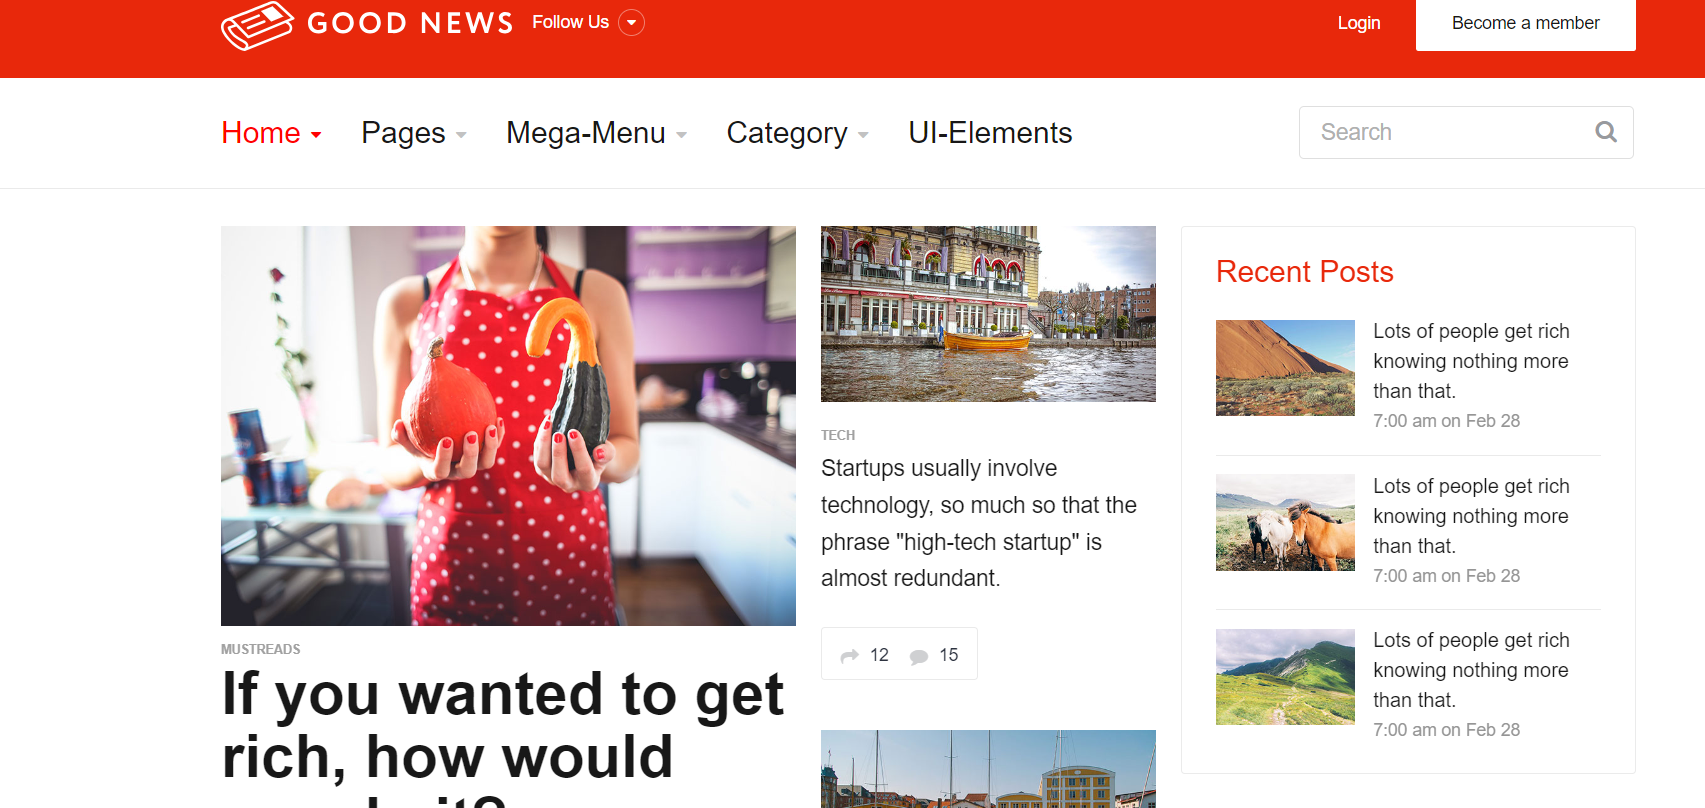 GOOD NEWS
Follow Us
Login
Become a member
Home
Pages
Mega-Menu
Category
UI-Elements
Search
MUSTREADS
If you wanted to get
rich, how would
TECH
Startups usually involve
technology, so much so that the
phrase "high-tech startup" is
almost redundant.
12
15
Recent Posts
Lots of people get rich
knowing nothing more
than that.
7:00 am on Feb 28
Lots of people get rich
knowing nothing more
than that.
7:00 am on Feb 28
Lots of people get rich
knowing nothing more
than that.
7:00 am on Feb 28